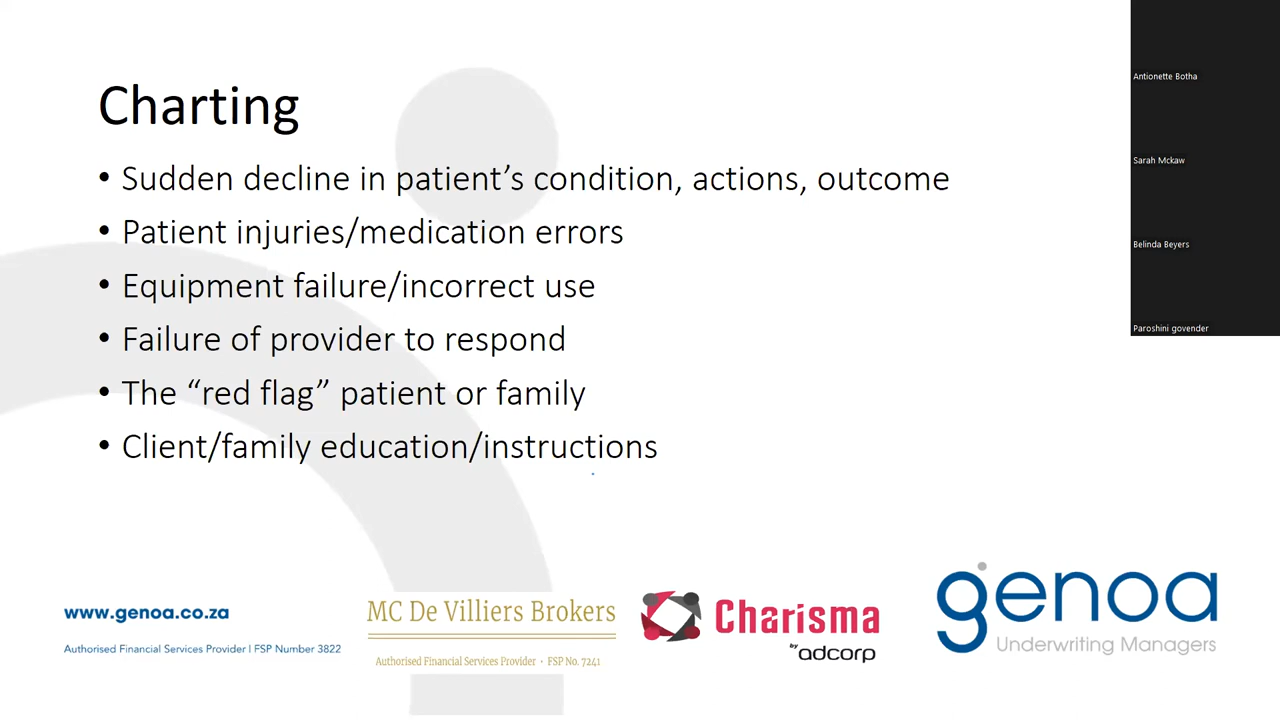 Charting
• Sudden decline in patient’s condition, actions, outcome
• Patient injuries/medication errors
• Equipment failure/incorrect use
• Failure of provider to respond
• The “red flag” patient or family
• Client/family education/instructions
www.genoa.co.za
Authorised Financial Services Provider | FSP Number 3822
MC De Villiers Brokers
Authorised Financial Services Provider • FSP No. 7241
Charisma
by adcorp
genoa
Underwriting Managers
Antionette Botha
Sarah Mckaw
Belinda Beyers
Paroshini govender